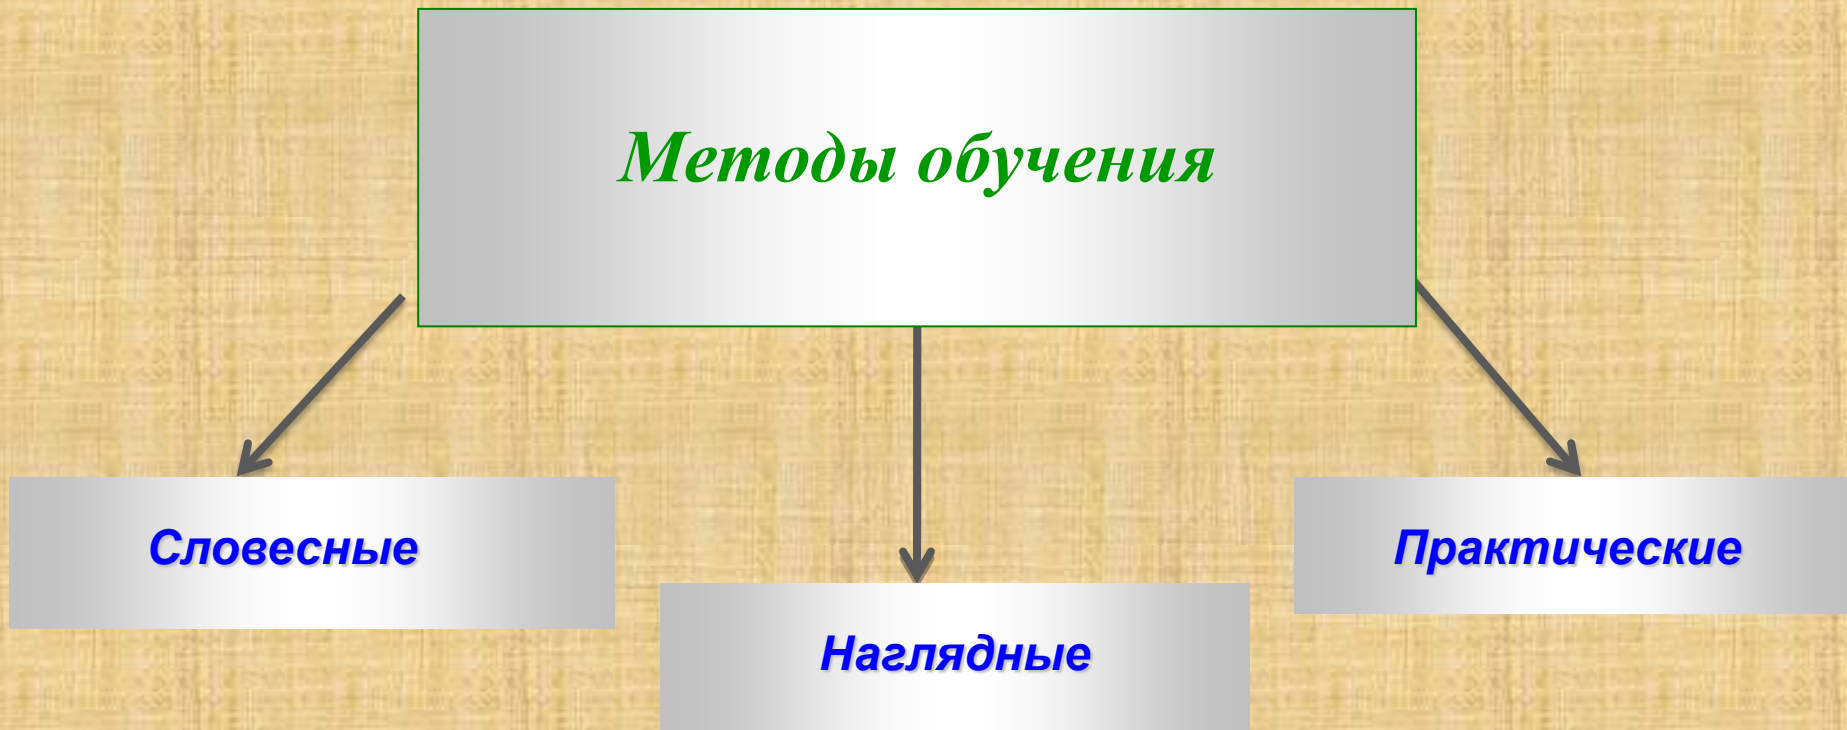 Методы обучения
Словесные
Наглядные
Практические